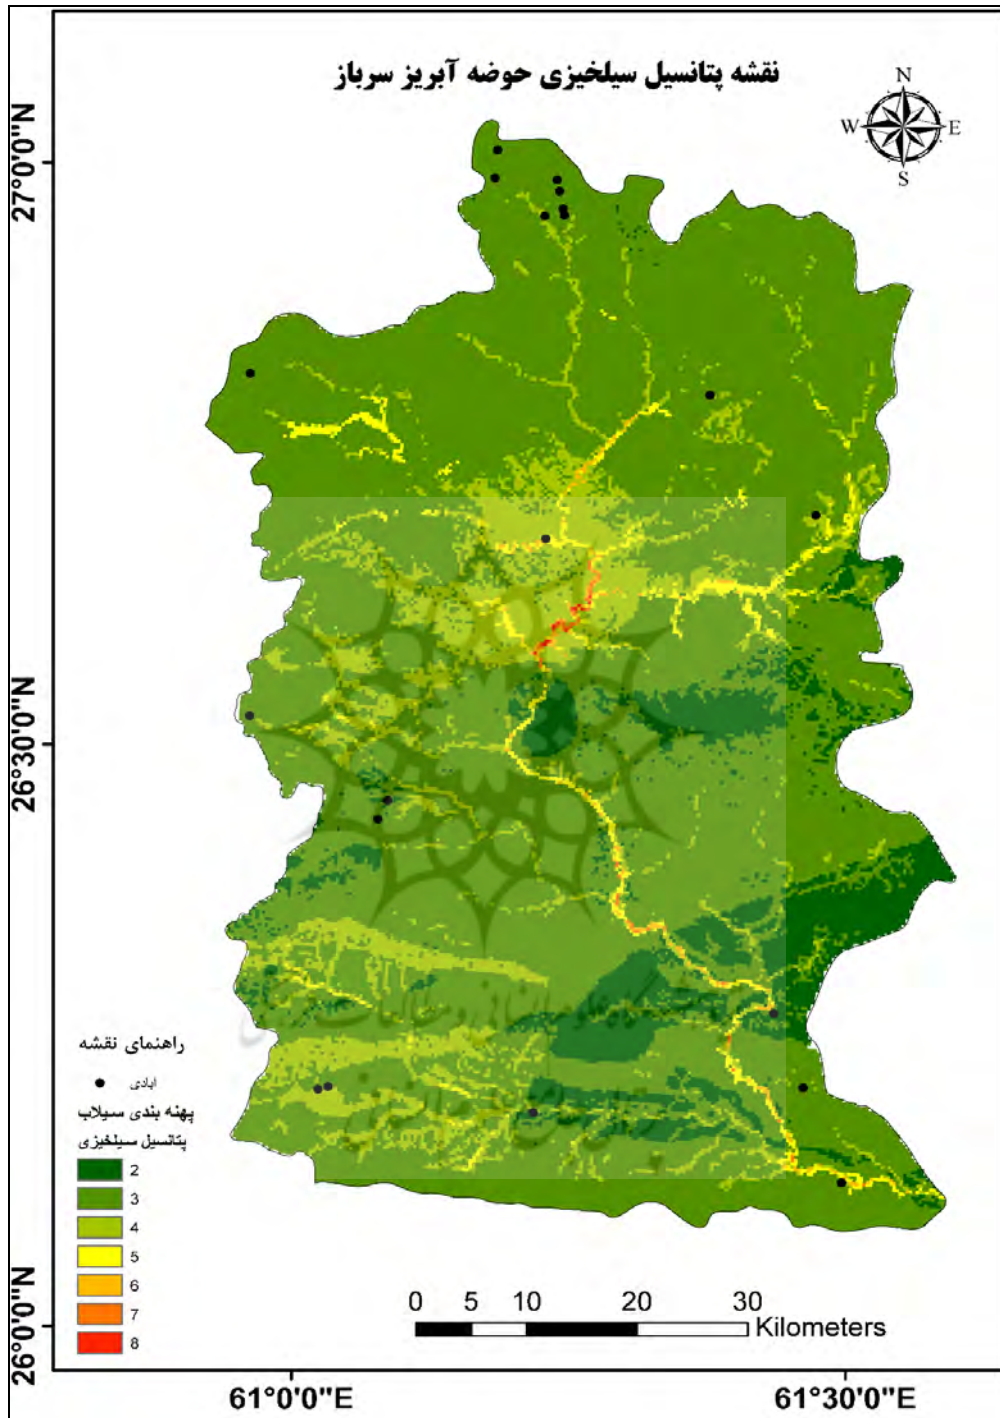 نقشه پتانسیل سیلخیزی حوضه آبریز سرباز
N
W E
S
27°0'0"N
26°30'0"N
26°0'0"N
راهنمای نقشه
آبادی
پهنه بندی سیلاب
پتانسیل سیلخیزی
2
3
4
5
6
7
8
0 5 10 20 30
Kilometers
61°0'0"E 61°30'0"E